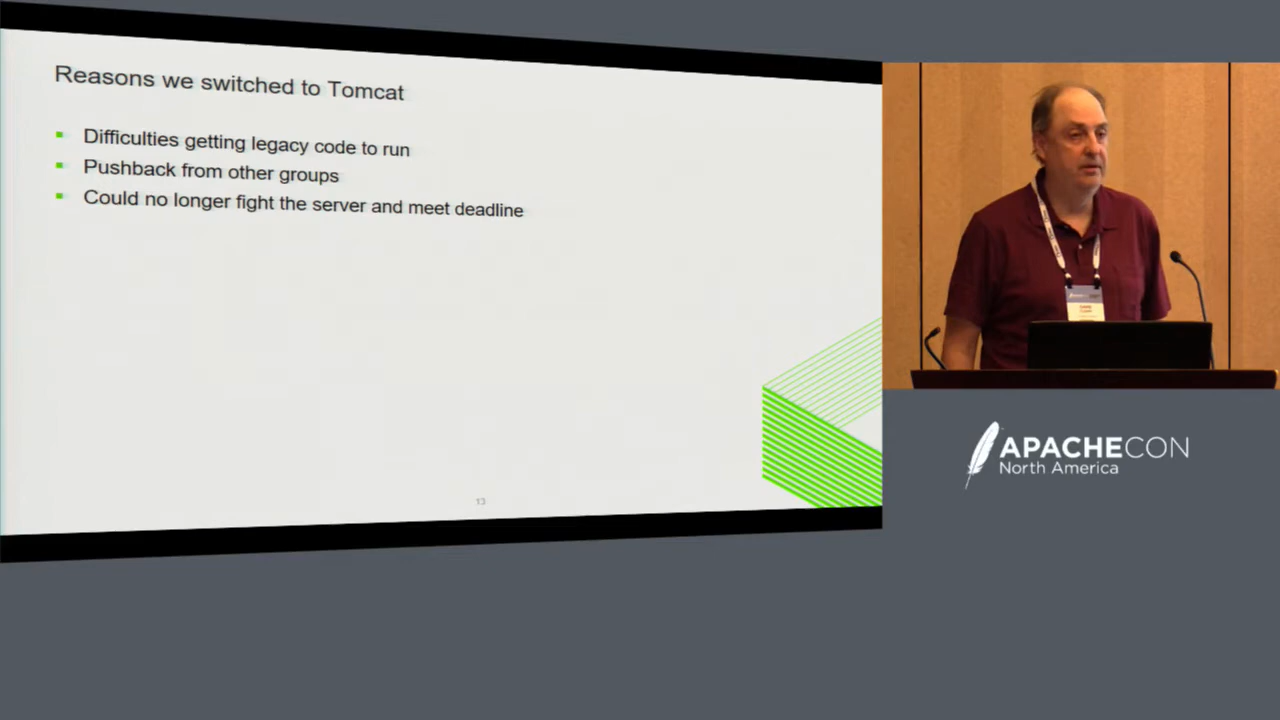 Reasons we switched to Tomcat
Difficulties getting legacy code to run
Pushback from other groups
Could no longer fight the server and meet deadline
13
APACHECON
North America